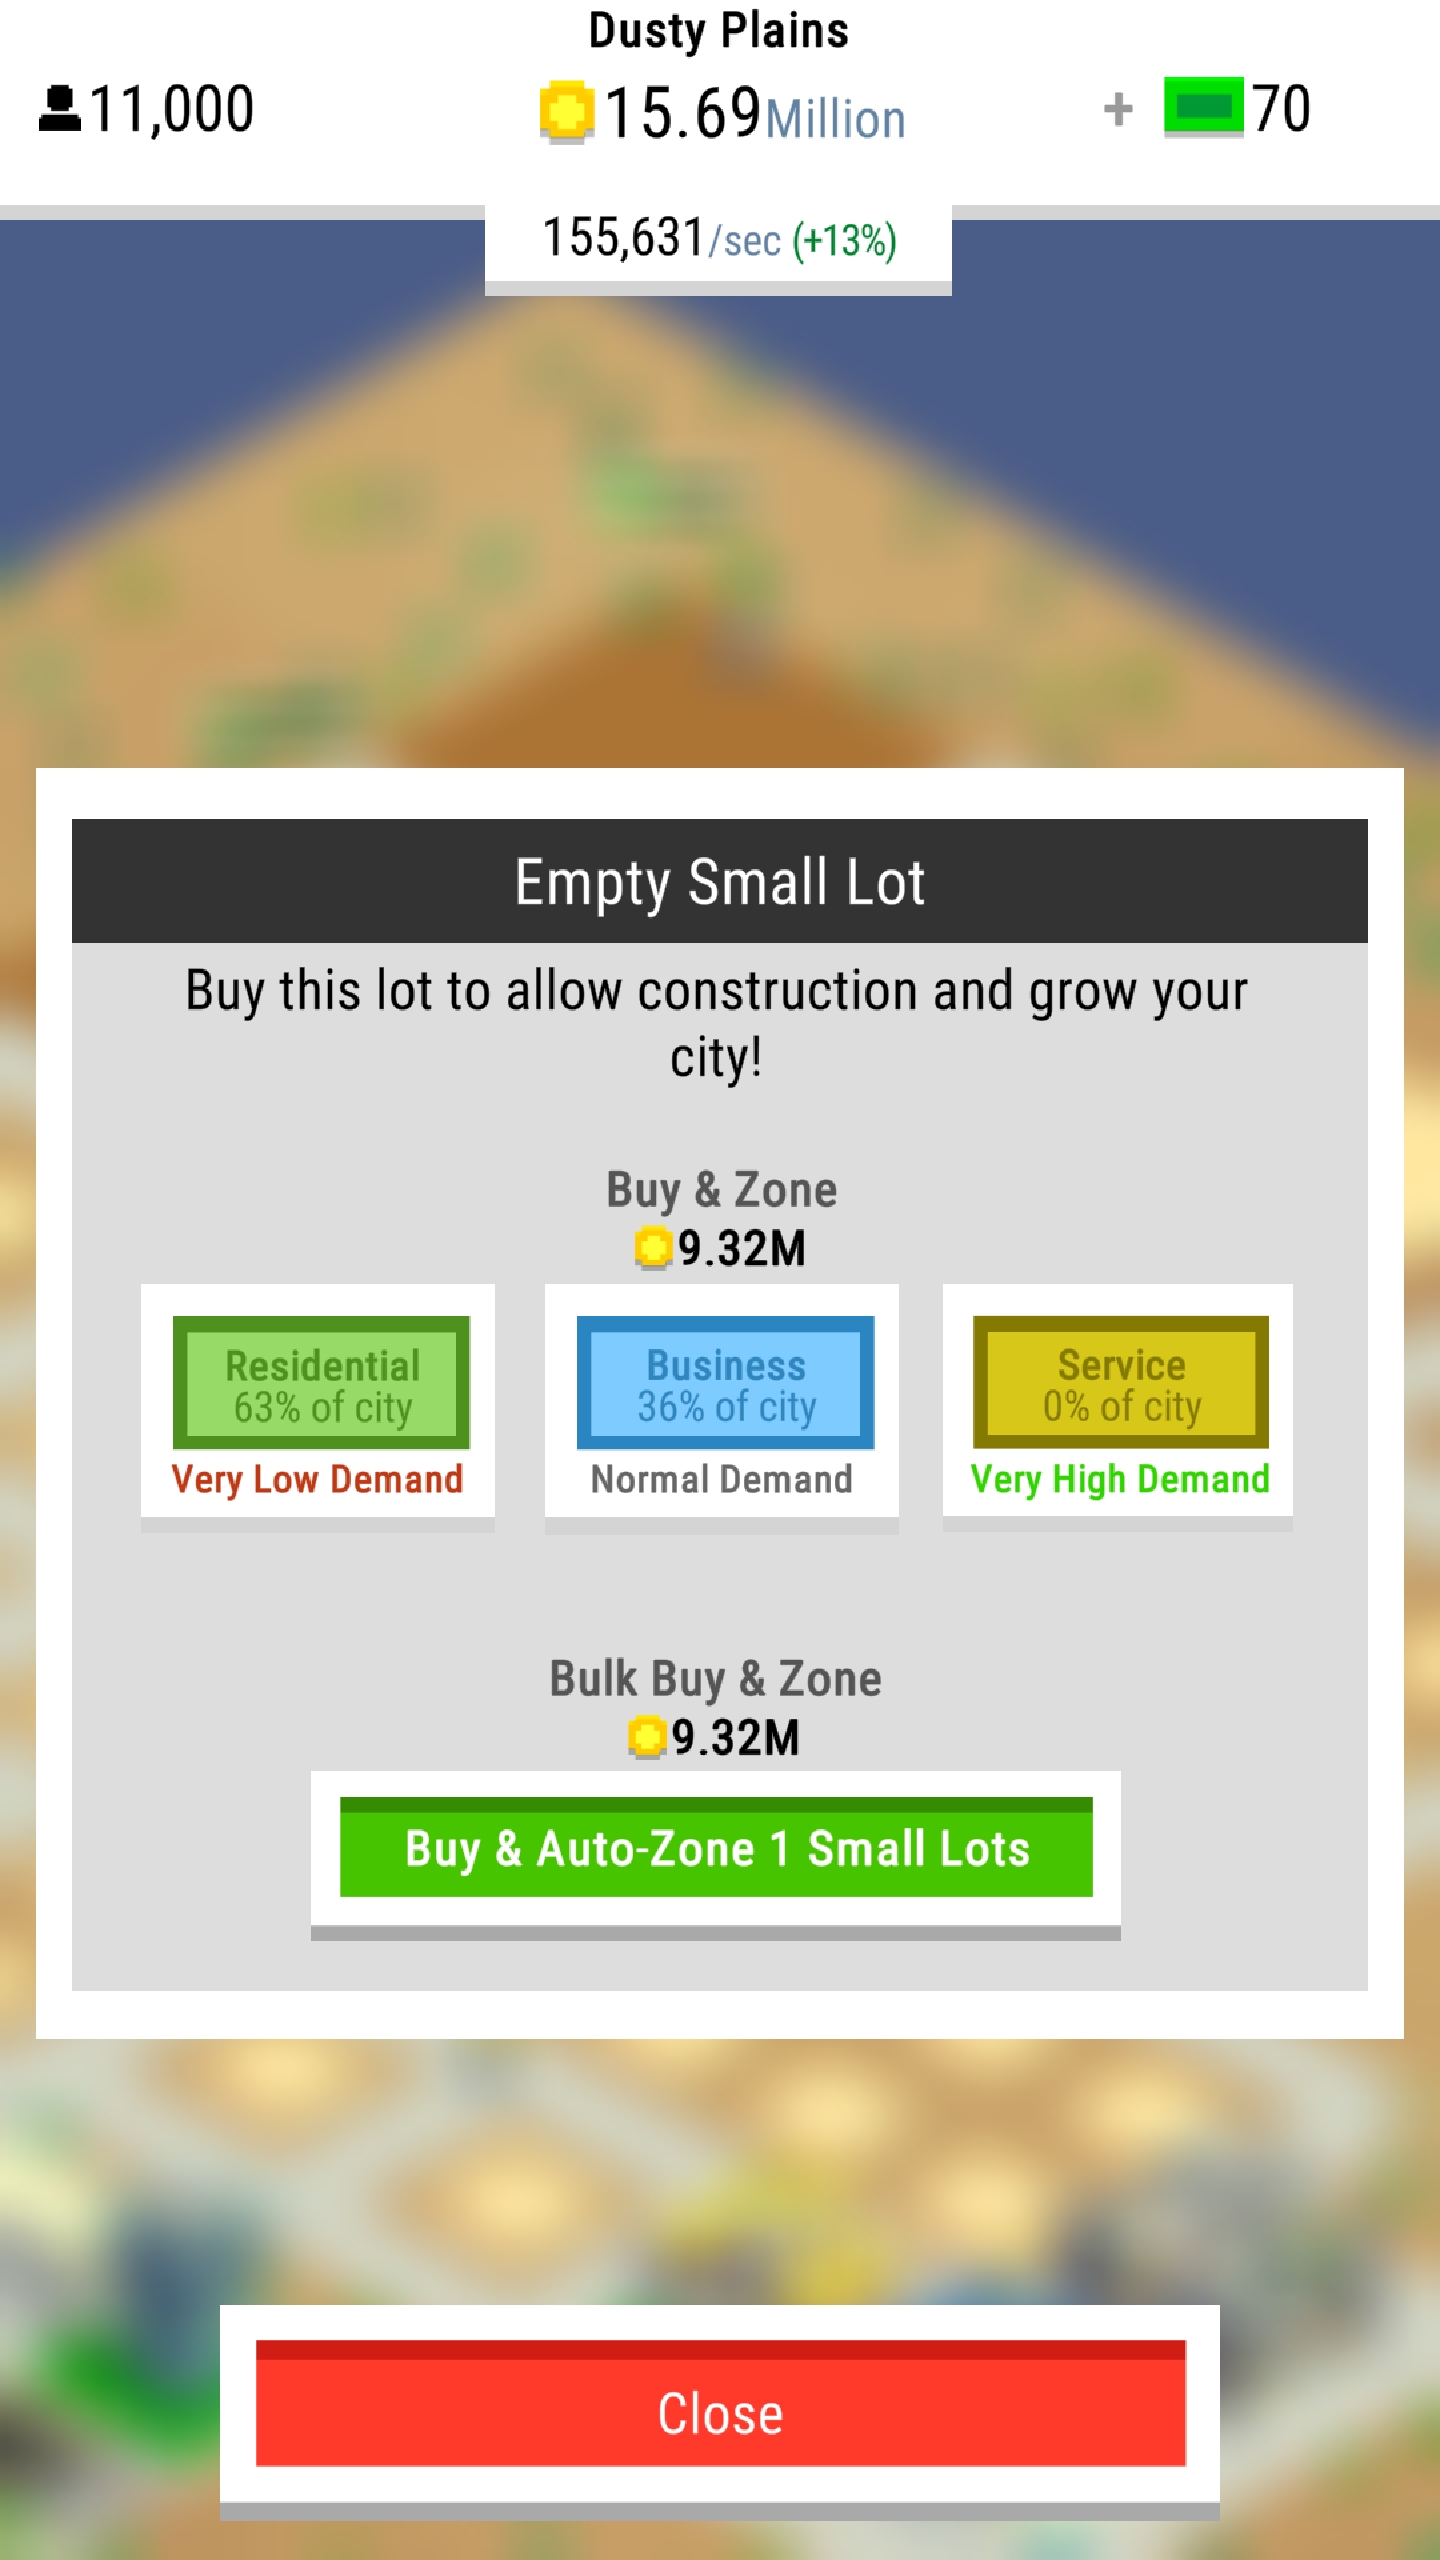 Dusty Plains
11,000
15.69Million
+ 70
155,631/sec (+13%)
Empty Small Lot
Buy this lot to allow construction and grow your
city!
Buy & Zone
9.32M
Residential
63% of city
Very Low Demand
Business
36% of city
Normal Demand
Service
0% of city
Very High Demand
Bulk Buy & Zone
9.32M
Buy & Auto-Zone 1 Small Lots
Close